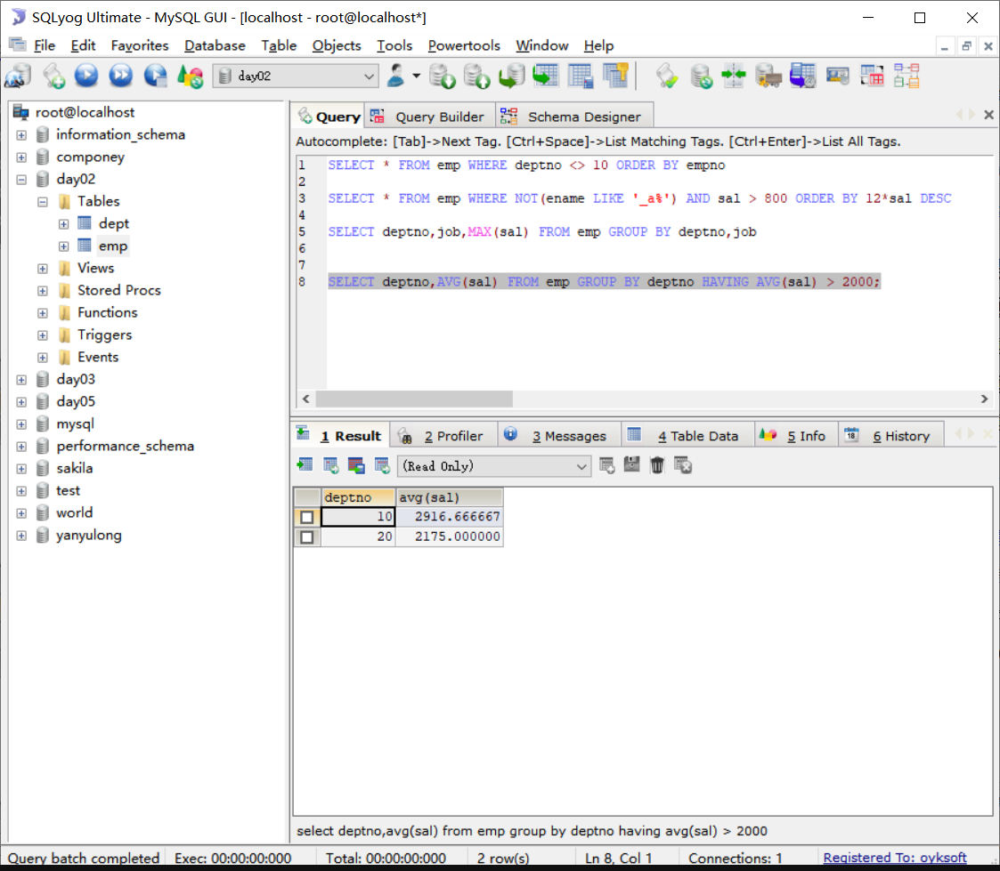 SQLyog Ultimate - MySQL GUI - [localhost - root@localhost*]
File Edit Favorites Database Table Objects Tools Powertools Window Help
day02
root@localhost
information_schema
componey
day02
Tables
dept
emp
Views
Stored Procs
Functions
Triggers
Events
day03
day05
mysql
performance_schema
sakila
test
world
yanyulong
Query Query Builder Schema Designer
Autocomplete: [Tab]->Next Tag. [Ctrl+Space]->List Matching Tags. [Ctrl+Enter]->List All Tags.
1 SELECT * FROM emp WHERE deptno <> 10 ORDER BY empno
2
3 SELECT * FROM emp WHERE NOT(ename LIKE '_a%') AND sal > 800 ORDER BY 12*sal DESC
4
5 SELECT deptno,job,MAX(sal) FROM emp GROUP BY deptno,job
6
7
8 SELECT deptno,AVG(sal) FROM emp GROUP BY deptno HAVING AVG(sal) > 2000;
1 Result 2 Profiler 3 Messages 4 Table Data 5 Info 18 6 History
(Read Only)
deptno avg(sal)
10 2916.666667
20 2175.000000
select deptno,avg(sal) from emp group by deptno having avg(sal) > 2000
Query batch completed Exec: 00:00:00:000 Total: 00:00:00:000 2 row(s) Ln 8, Col 1 Connections: 1 Registered To: oyksoft